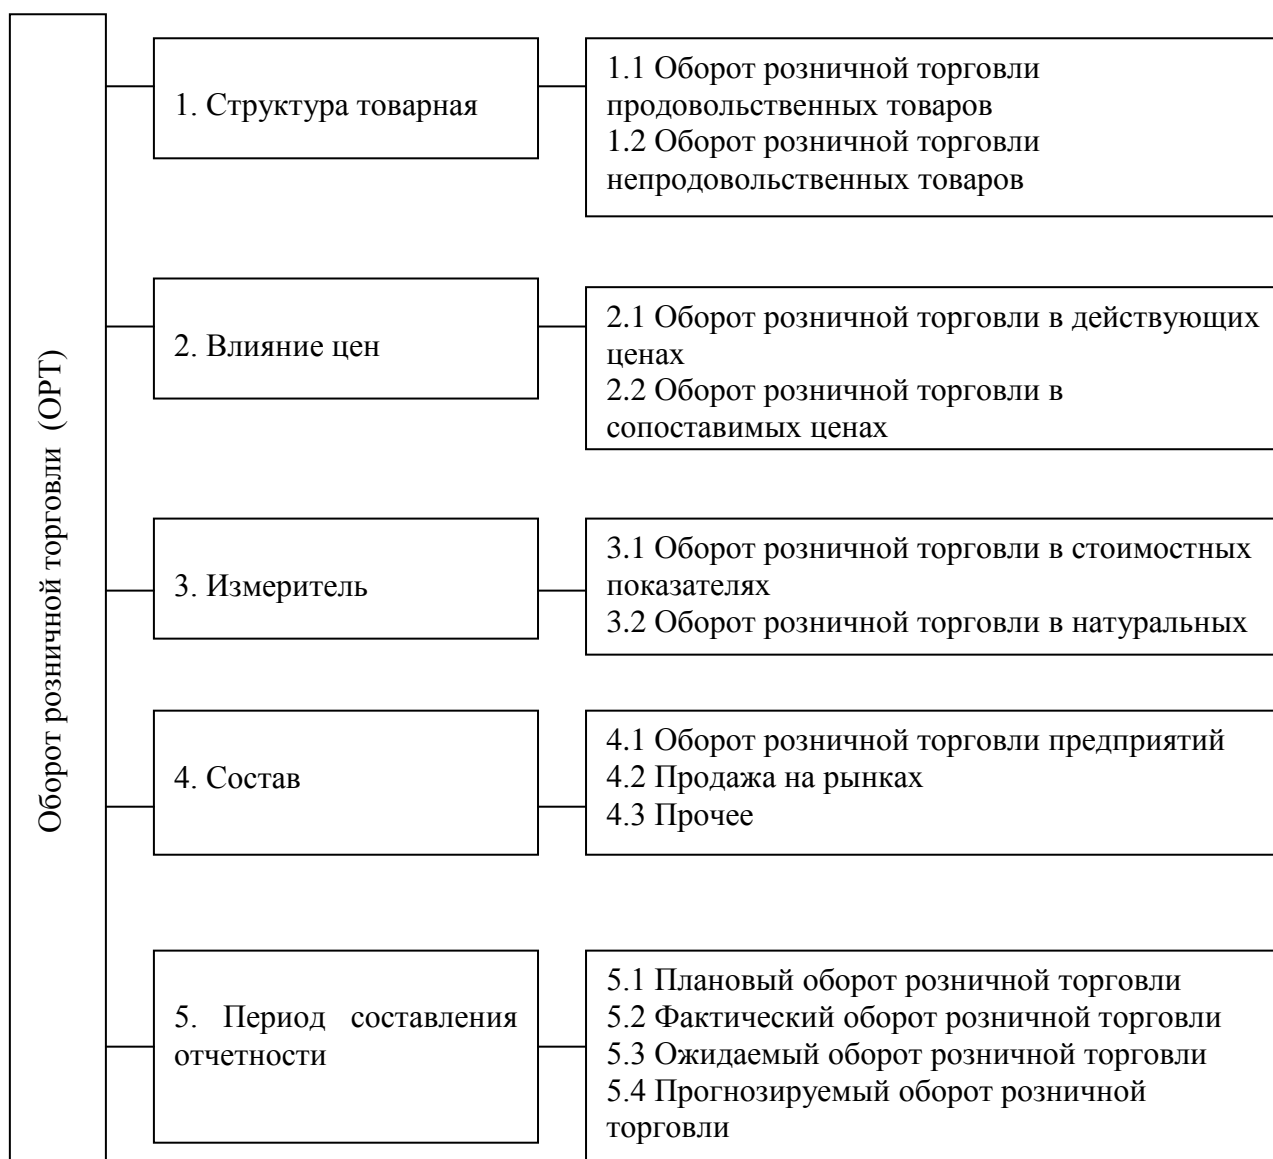 Оборот розничной торговли (ОРТ)
1. Структура товарная
1.1 Оборот розничной торговли
продовольственных товаров
1.2 Оборот розничной торговли
непродовольственных товаров
2. Влияние цен
2.1 Оборот розничной торговли в действующих
ценах
2.2 Оборот розничной торговли в
сопоставимых ценах
3. Измеритель
3.1 Оборот розничной торговли в стоимостных
показателях
3.2 Оборот розничной торговли в натуральных
4. Состав
4.1 Оборот розничной торговли предприятий
4.2 Продажа на рынках
4.3 Прочее
5. Период составления
отчетности
5.1 Плановый оборот розничной торговли
5.2 Фактический оборот розничной торговли
5.3 Ожидаемый оборот розничной торговли
5.4 Прогнозируемый оборот розничной
торговли